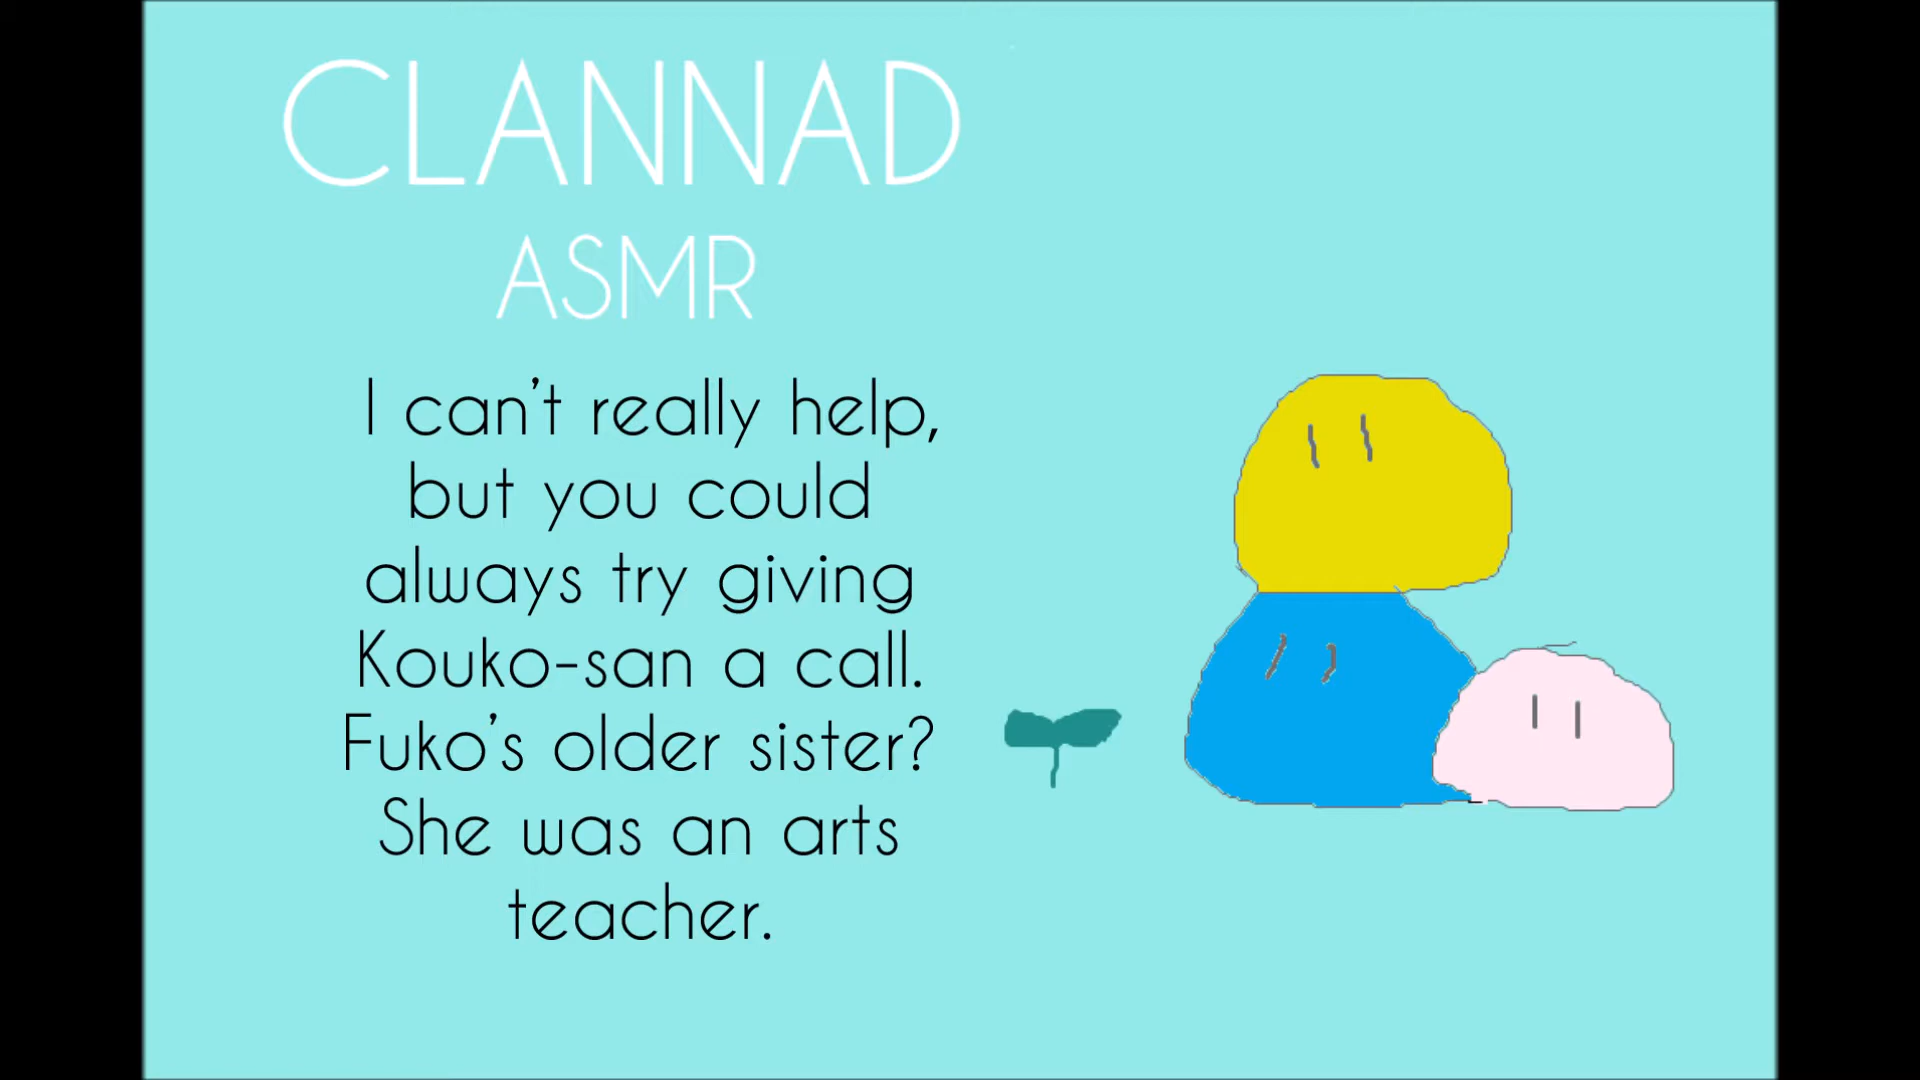 CLANNAD
ASMR
I can't really help,
but you could
always try giving
Kouko-san a call.
Fuko's older sister?
She was an arts
teacher.